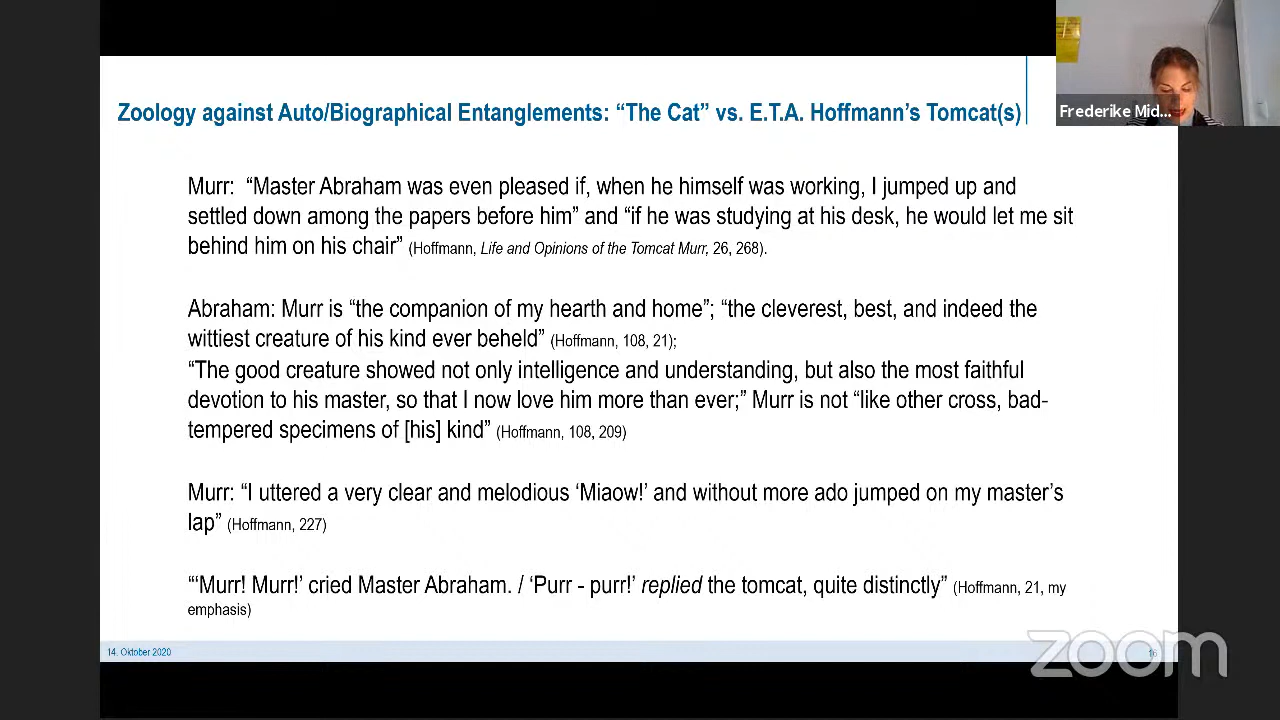 Zoology against Auto/Biographical Entanglements: “The Cat” vs. E.T.A. Hoffmann’s Tomcat(s)
Frederike Mid...
Murr: “Master Abraham was even pleased if, when he himself was working, I jumped up and
settled down among the papers before him” and “if he was studying at his desk, he would let me sit
behind him on his chair” (Hoffmann, Life and Opinions of the Tomcat Murr, 26, 268).
Abraham: Murr is “the companion of my hearth and home”; “the cleverest, best, and indeed the
wittiest creature of his kind ever beheld” (Hoffmann, 108, 21);
“The good creature showed not only intelligence and understanding, but also the most faithful
devotion to his master, so that I now love him more than ever;” Murr is not “like other cross, bad-
tempered specimens of [his] kind” (Hoffmann, 108, 209)
Murr: “I uttered a very clear and melodious ‘Miaow!’ and without more ado jumped on my master’s
lap” (Hoffmann, 227)
“‘Murr! Murr!’ cried Master Abraham. / ‘Purr - purr!’ replied the tomcat, quite distinctly” (Hoffmann, 21, my
emphasis)
14. Oktober 2020
16
zoom